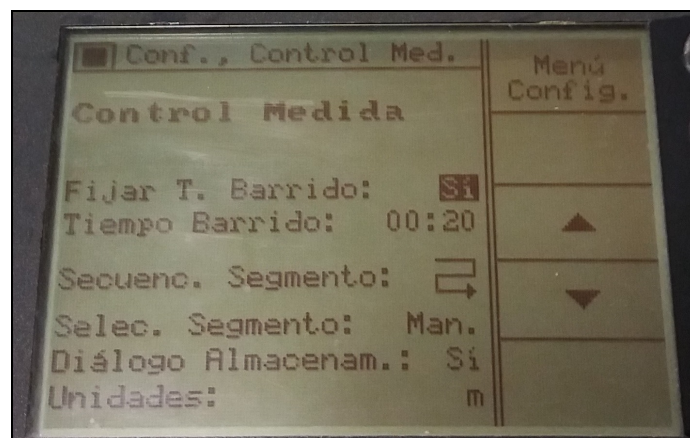 Conf., Control Med.
Menú
Config.
Control Medida
Fijar T. Barrido: Sí
Tiempo Barrido: 00:20
Secuenc. Segmento:
Selec. Segmento: Man.
Diálogo Almacenam.: Sí
Unidades: m